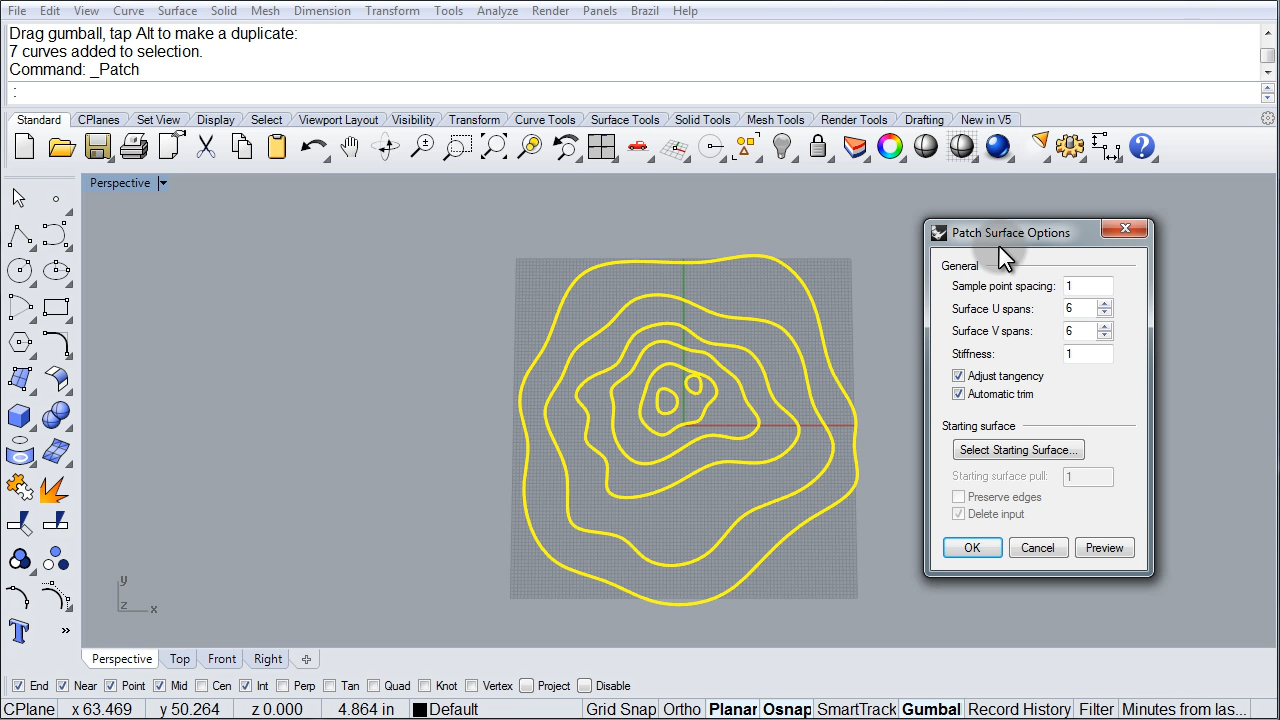 File Edit View Curve Surface Solid Mesh Dimension Transform Tools Analyze Render Panels Brazil Help
Drag gumball, tap Alt to make a duplicate:
7 curves added to selection.
Command: _Patch
:
Standard CPlanes Set View Display Select Viewport Layout Visibility Transform Curve Tools Surface Tools Solid Tools Mesh Tools Render Tools Drafting New in V5
Perspective
Patch Surface Options
General
Sample point spacing: 1
Surface U spans: 6
Surface V spans: 6
Stiffness: 1
Adjust tangency
Automatic trim
Starting surface
Select Starting Surface...
Starting surface pull: 1
Preserve edges
Delete input
OK Cancel Preview
y
z x
Perspective Top Front Right
End Near Point Mid Cen Int Perp Tan Quad Knot Vertex Project Disable
CPlane x 63.469 y 50.264 z 0.000 4.864 in Default Grid Snap Ortho Planar Osnap SmartTrack Gumbal Record History Filter Minutes from las...